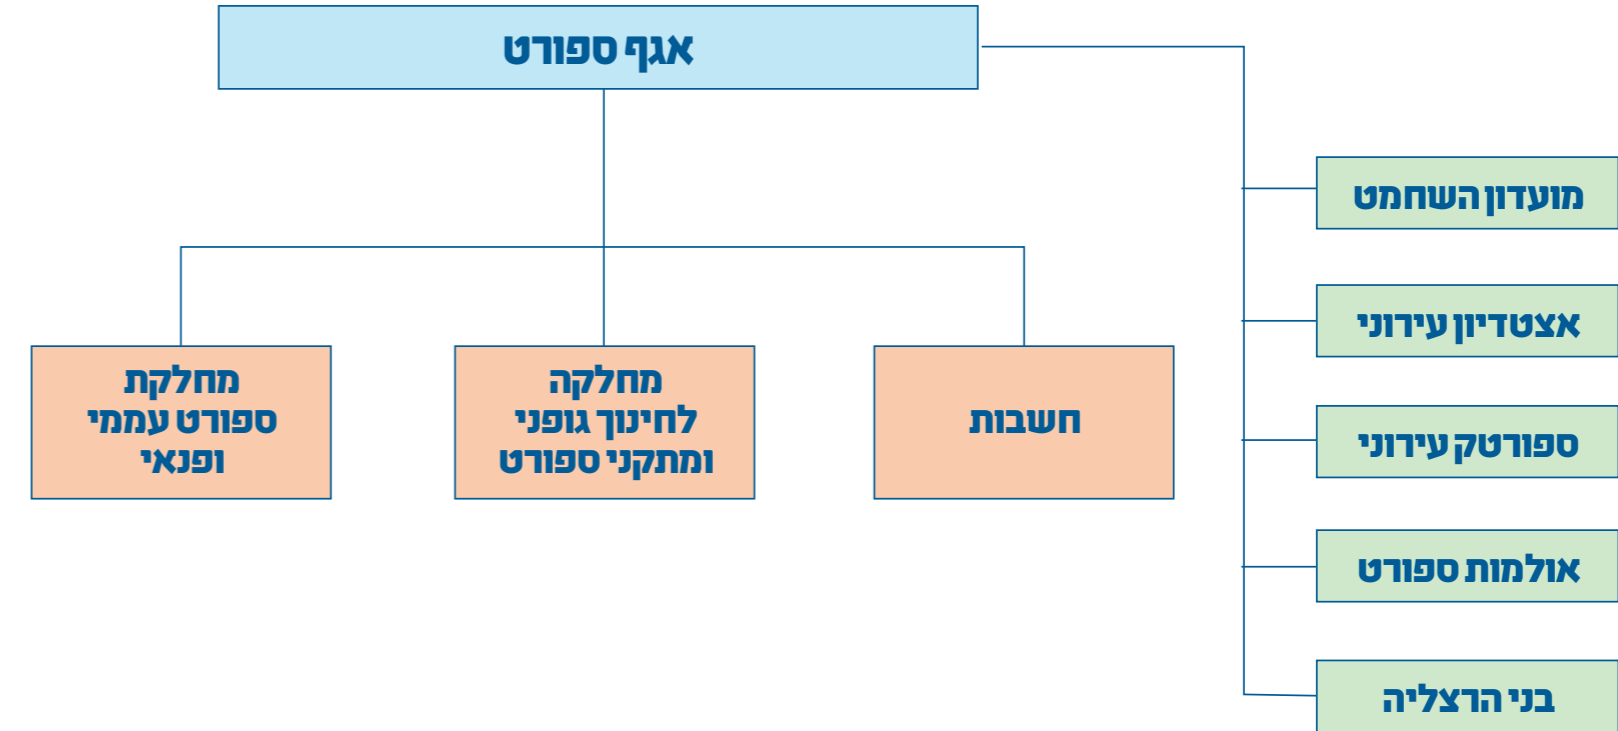 אגף ספורט
מועדון השחמט
אצטדיון עירוני
ספורטק עירוני
אולמות ספורט
בני הרצליה
חשבות
מחלקה
לחינוך גופני
ומתקני ספורט
מחלקת
ספורט עממי
ופנאי